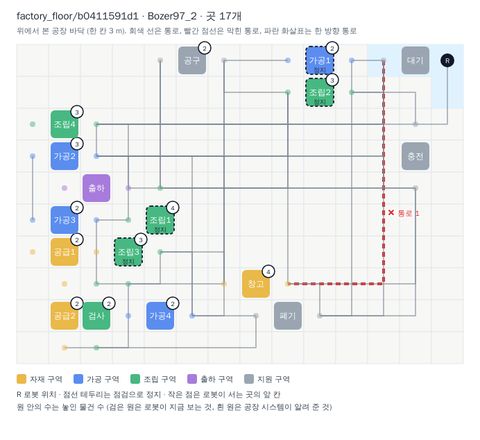 factory_floor/b0411591d1 · Bozer97_2 · 곳 17개
위에서 본 공장 바닥 (한 칸 3 m). 회색 선은 통로, 빨간 점선은 막힌 통로, 파란 화살표는 한 방향 통로
2 2
공구 가공1 대기 R
정지
2
조립2
정지
3
조립4
3
가공2 충전
출하
2 4
가공3 조립1 ✕ 통로 1
정지
2 3
공급1 조립3
정지
4
창고
2 2 2
공급2 검사 가공4 폐기
자재 구역 가공 구역 조립 구역 출하 구역 지원 구역
R 로봇 위치 · 점선 테두리는 점검으로 정지 · 작은 점은 로봇이 서는 곳의 앞 칸
원 안의 수는 놓인 물건 수 (검은 원은 로봇이 지금 보는 것, 흰 원은 공장 시스템이 알려 준 것)